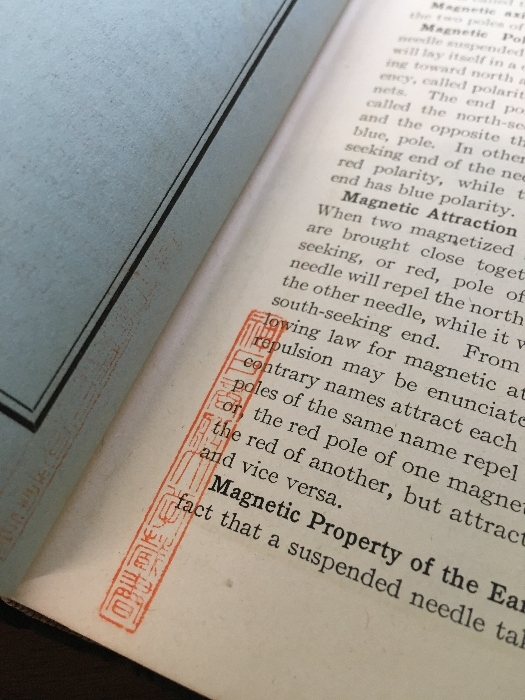 Magnetic axi
the two poles of
Magnetic Pol
needle suspended
will lay itself in a v
ing toward north a
ency, called polarit
nets. The end po
called the north-se
and the opposite th
blue, pole. In other
seeking end of the nee
red polarity, while t
end has blue polarity.
Magnetic Attraction
When two magnetized
are brought close toget
seeking, or red, pole of
needle will repel the north
the other needle, while it w
south-seeking end. From
lowing law for magnetic at
repulsion may be enunciate
contrary names attract each
poles of the same name repel
or, the red pole of one magne
the red of another, but attract
and vice versa.
Magnetic Property of the Ear
fact that a suspended needle tak